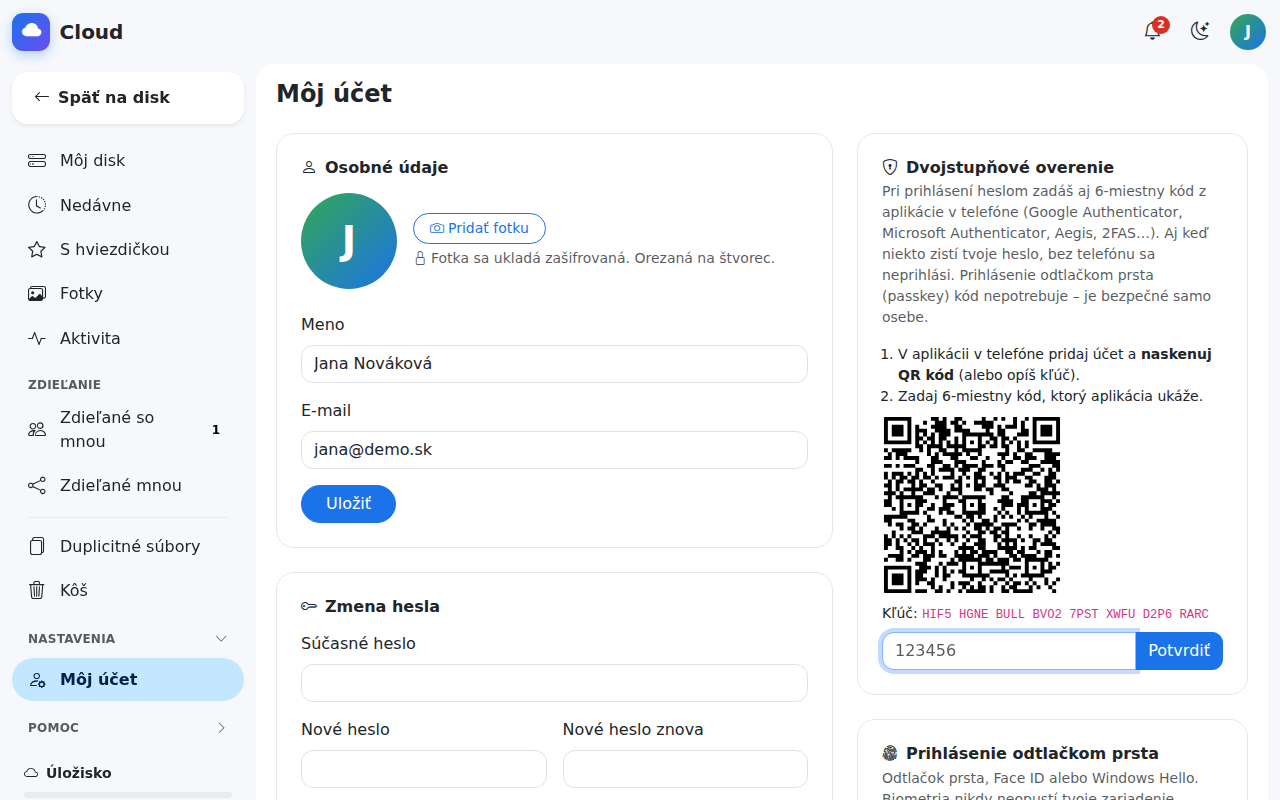 Cloud
2
J
Späť na disk
Môj disk
Nedávne
S hviezdičkou
Fotky
Aktivita
ZDIEĽANIE
Zdieľané so
mnou
1
Zdieľané mnou
Duplicitné súbory
Kôš
NASTAVENIA
Môj účet
POMOC
Úložisko
Môj účet
Osobné údaje
J
Pridať fotku
Fotka sa ukladá zašifrovaná. Orezaná na štvorec.
Meno
Jana Nováková
E-mail
jana@demo.sk
Uložiť
Zmena hesla
Súčasné heslo
Nové heslo
Nové heslo znova
Dvojstupňové overenie
Pri prihlásení heslom zadáš aj 6-miestny kód z
aplikácie v telefóne (Google Authenticator,
Microsoft Authenticator, Aegis, 2FAS…). Aj keď
niekto zistí tvoje heslo, bez telefónu sa
neprihlási. Prihlásenie odtlačkom prsta
(passkey) kód nepotrebuje – je bezpečné samo
osebe.
1. V aplikácii v telefóne pridaj účet a naskenuj
QR kód (alebo opíš kľúč).
2. Zadaj 6-miestny kód, ktorý aplikácia ukáže.
Kľúč: HIF5 HGNE BULL BVO2 7PST XWFU D2P6 RARC
123456
Potvrdiť
Prihlásenie odtlačkom prsta
Odtlačok prsta, Face ID alebo Windows Hello.
Biometria nikdy neopustí tvoje zariadenie